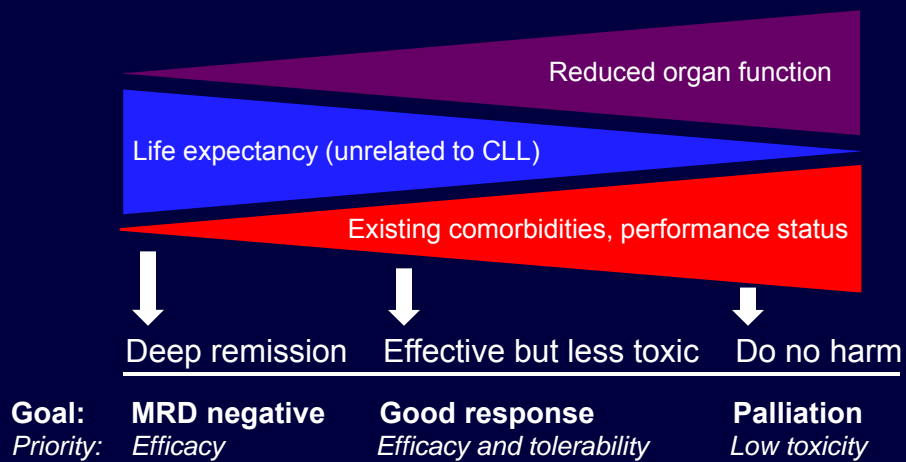 Reduced organ function
Life expectancy (unrelated to CLL)
Existing comorbidities, performance status
Deep remission Effective but less toxic Do no harm
Goal: MRD negative Good response Palliation
Priority: Efficacy Efficacy and tolerability Low toxicity